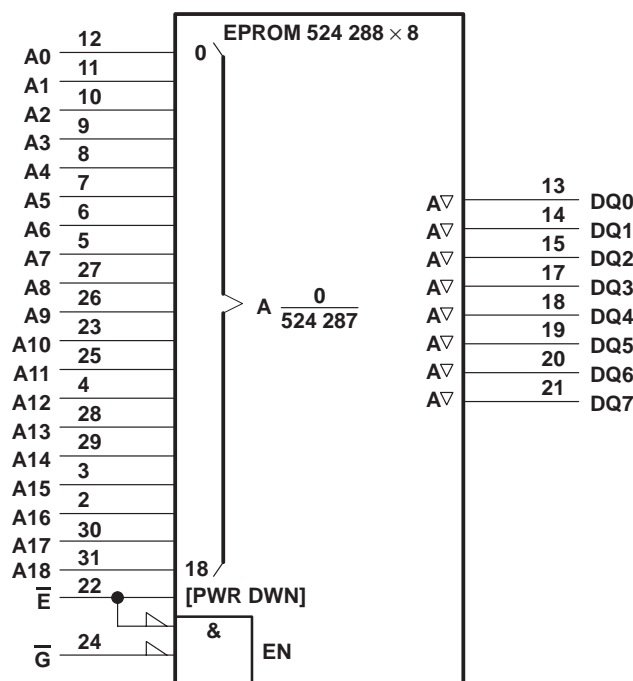 EPROM 524 288 × 8
A0 12 0
A1 11
A2 10
A3 9
A4 8
A5 7
A6 6
A7 5
A8 27
A9 26
A10 23
A11 25
A12 4
A13 28
A14 29
A15 3
A16 2
A17 30
A18 31 18
A 0
524 287
A▽ 13 DQ0
A▽ 14 DQ1
A▽ 15 DQ2
A▽ 17 DQ3
A▽ 18 DQ4
A▽ 19 DQ5
A▽ 20 DQ6
A▽ 21 DQ7
E̅ 22 [PWR DWN]
&
G̅ 24 EN